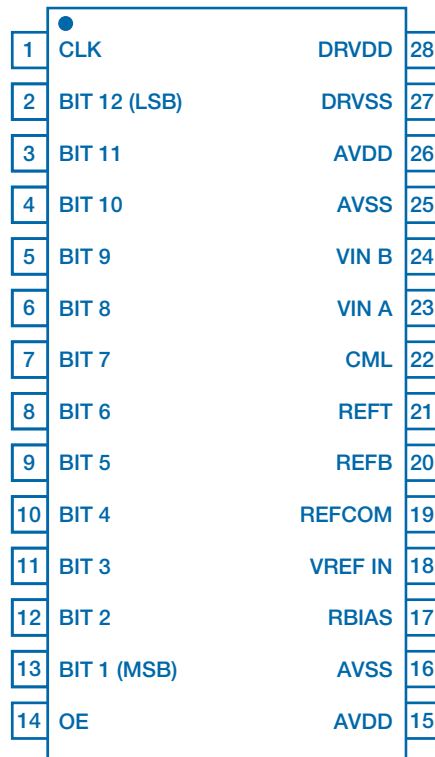 1 CLK DRVDD 28
2 BIT 12 (LSB) DRVSS 27
3 BIT 11 AVDD 26
4 BIT 10 AVSS 25
5 BIT 9 VIN B 24
6 BIT 8 VIN A 23
7 BIT 7 CML 22
8 BIT 6 REFT 21
9 BIT 5 REFB 20
10 BIT 4 REFCOM 19
11 BIT 3 VREF IN 18
12 BIT 2 RBIAS 17
13 BIT 1 (MSB) AVSS 16
14 OE AVDD 15